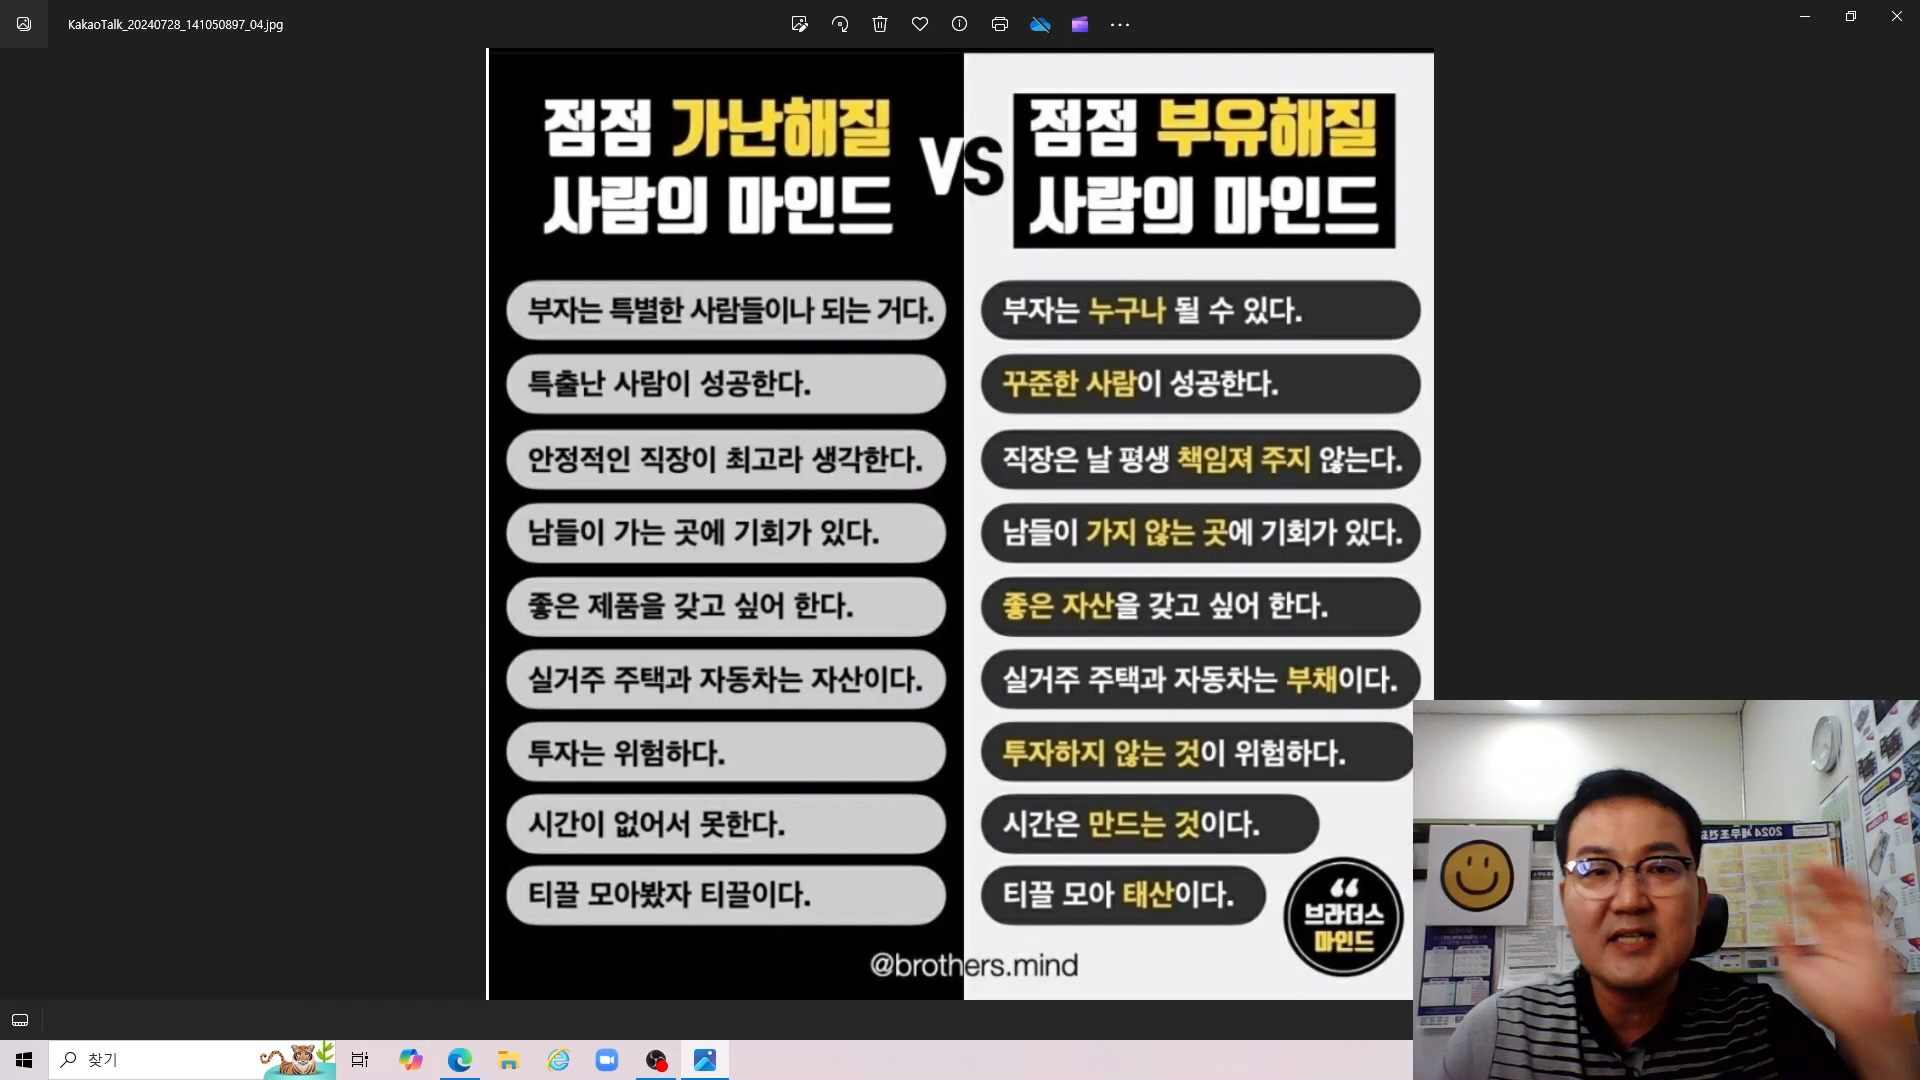 KakaoTalk_20240728_141050897_04.jpg
점점 가난해질
사람의 마인드
VS
점점 부유해질
사람의 마인드
부자는 특별한 사람들이나 되는 거다.
부자는 누구나 될 수 있다.
특출난 사람이 성공한다.
꾸준한 사람이 성공한다.
안정적인 직장이 최고라 생각한다.
직장은 날 평생 책임져 주지 않는다.
남들이 가는 곳에 기회가 있다.
남들이 가지 않는 곳에 기회가 있다.
좋은 제품을 갖고 싶어 한다.
좋은 자산을 갖고 싶어 한다.
실거주 주택과 자동차는 자산이다.
실거주 주택과 자동차는 부채이다.
투자는 위험하다.
투자하지 않는 것이 위험하다.
시간이 없어서 못한다.
시간은 만드는 것이다.
티끌 모아봤자 티끌이다.
티끌 모아 태산이다.
브라더스
마인드
@brothers.mind
찾기